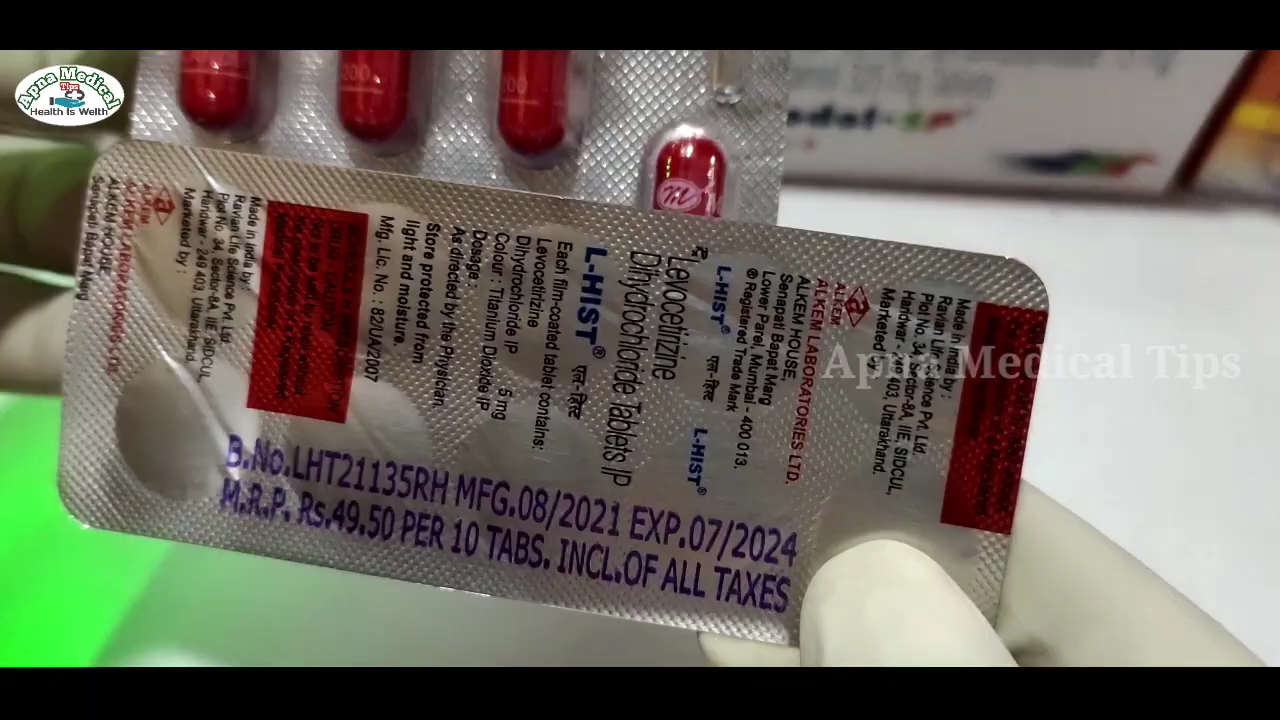 Apna Medical
Tips
Health Is Welth
200
200
Apna Medical Tips
L-HIST® एल-हिस्ट L-HIST®
Levocetirizine
Dihydrochloride Tablets IP
L-HIST® एल-हिस्ट
Each film-coated tablet contains:
Levocetirizine
Dihydrochloride IP 5 mg
Colour : Titanium Dioxide IP
Dosage :
As directed by the Physician.
Store protected from
light and moisture.
Mfg. Lic. No. : 82/UA/2007
Made in India by :
Ravian Life Science Pvt. Ltd.
Plot No. 34, Sector-8A, IIE, SIDCUL,
Haridwar - 249 403, Uttarakhand.
Marketed by :
ALKEM
ALKEM LABORATORIES LTD.
ALKEM HOUSE,
Senapati Bapat Marg
Made in India by :
Ravian Life Science Pvt. Ltd.
Plot No. 34, Sector-8A, IIE, SIDCUL,
Haridwar - 249 403, Uttarakhand.
Marketed by :
ALKEM
ALKEM LABORATORIES LTD.
ALKEM HOUSE,
Senapati Bapat Marg
Lower Parel, Mumbai - 400 013.
® Registered Trade Mark
B.No.LHT21135RH MFG.08/2021 EXP.07/2024
M.R.P. Rs.49.50 PER 10 TABS. INCL.OF ALL TAXES